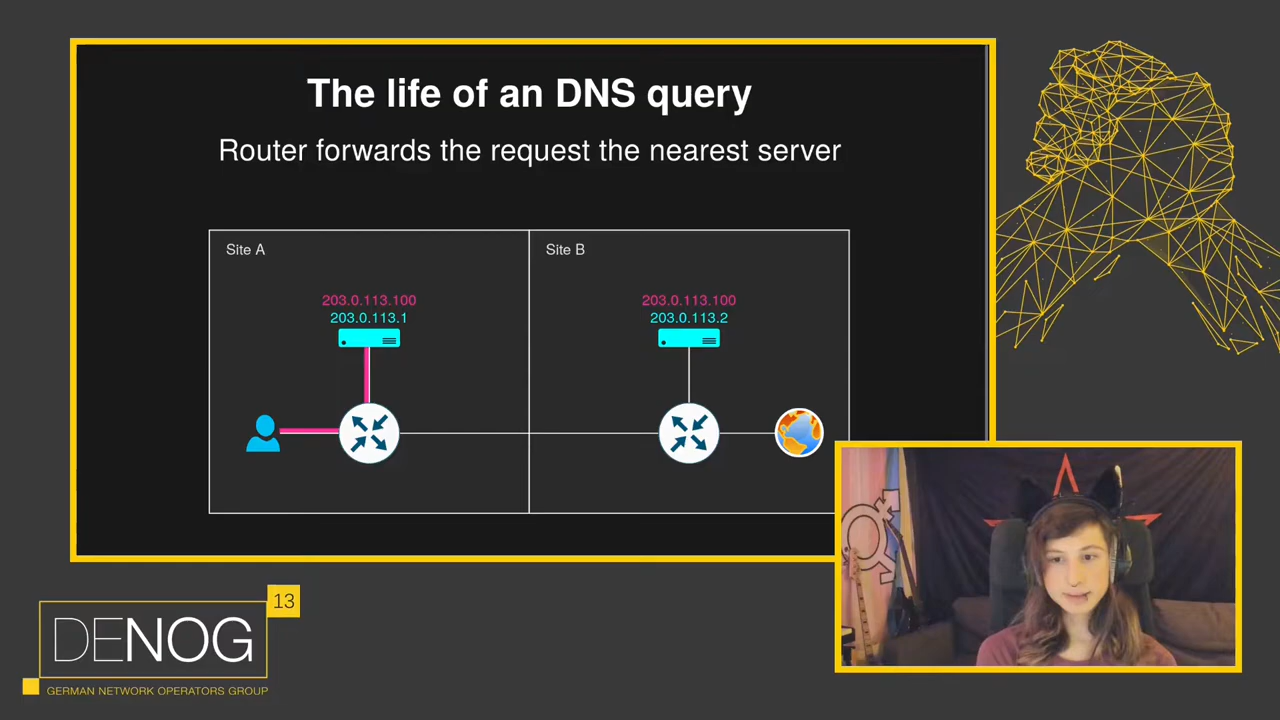 The life of an DNS query
Router forwards the request the nearest server
Site A
Site B
203.0.113.100
203.0.113.1
203.0.113.100
203.0.113.2
13
DENOG
GERMAN NETWORK OPERATORS GROUP